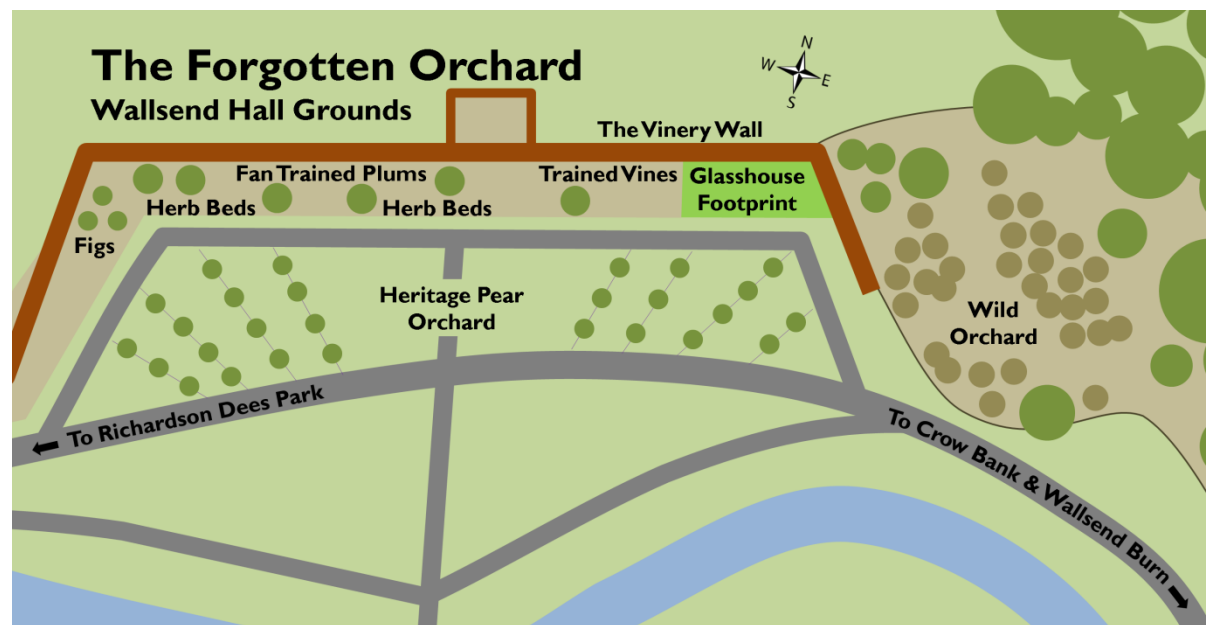 The Forgotten Orchard
Wallsend Hall Grounds
N
W
E
S
The Vinery Wall
Fan Trained Plums
Trained Vines
Glasshouse
Footprint
Herb Beds
Herb Beds
Figs
Heritage Pear
Orchard
Wild
Orchard
To Richardson Dees Park
To Crow Bank & Wallsend Burn